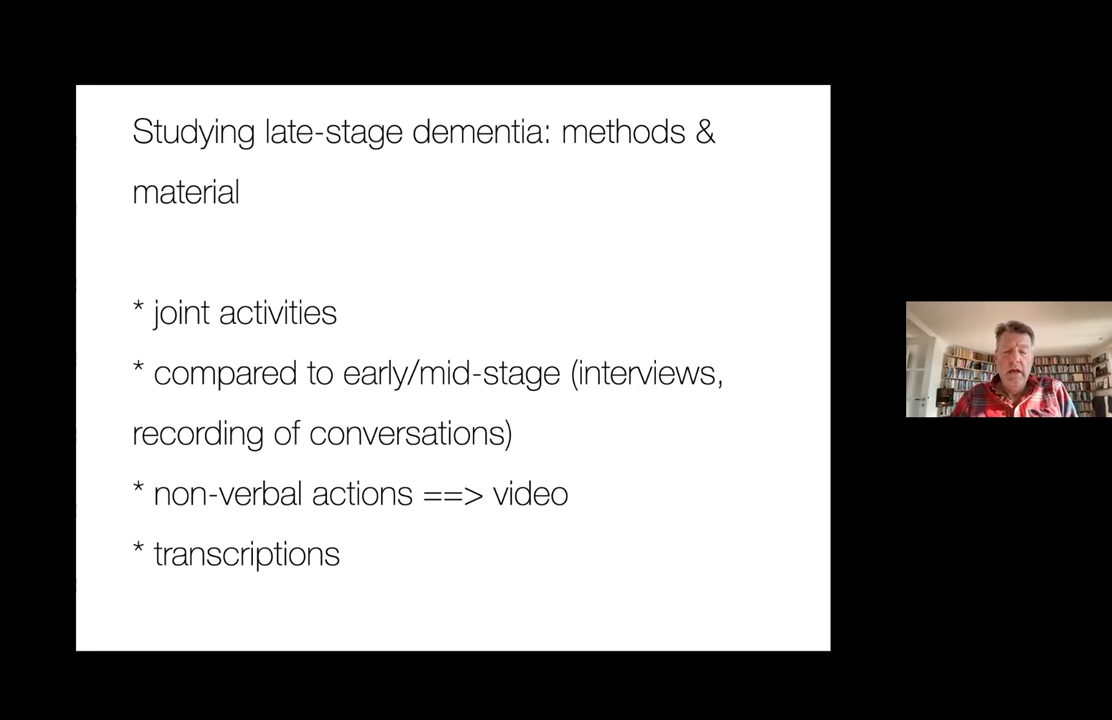 Studying late-stage dementia: methods &
material
* joint activities
* compared to early/mid-stage (interviews,
recording of conversations)
* non-verbal actions ==> video
* transcriptions